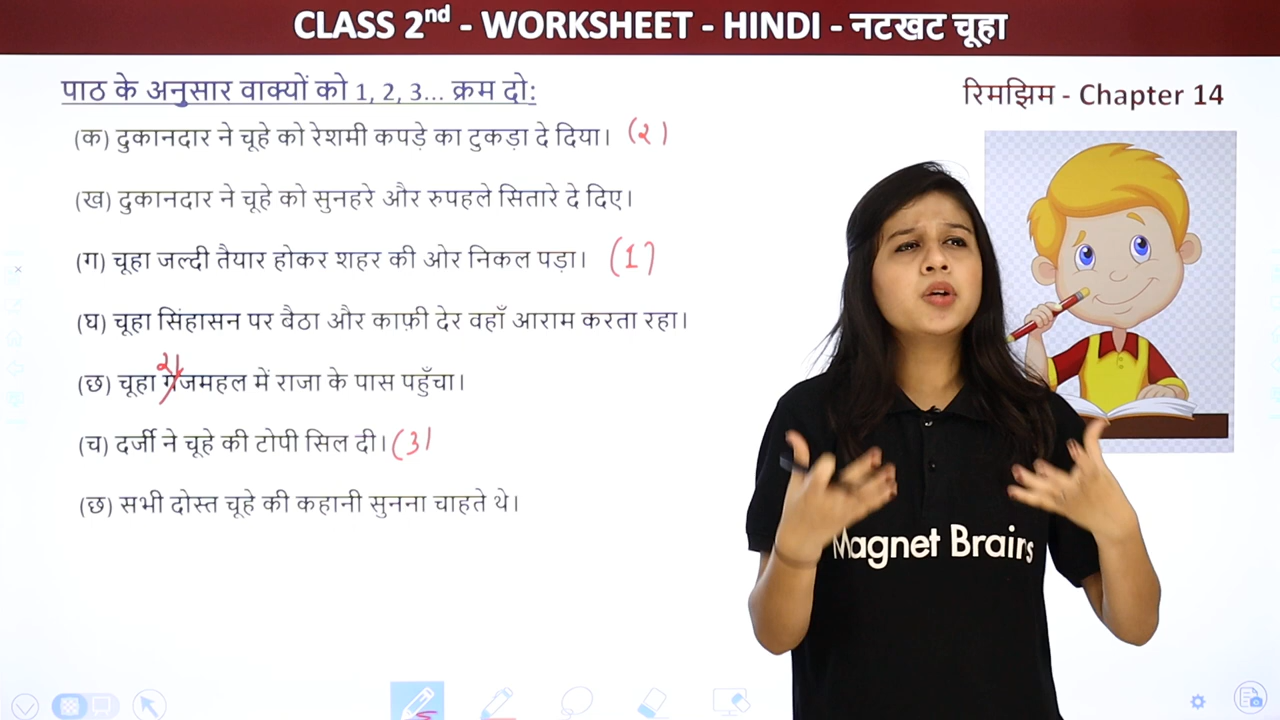 CLASS 2nd - WORKSHEET - HINDI - नटखट चूहा
पाठ के अनुसार वाक्यों को 1, 2, 3... क्रम दो:
रिमझिम - Chapter 14
(क) दुकानदार ने चूहे को रेशमी कपड़े का टुकड़ा दे दिया। (२)
(ख) दुकानदार ने चूहे को सुनहरे और रुपहले सितारे दे दिए।
(ग) चूहा जल्दी तैयार होकर शहर की ओर निकल पड़ा। (1)
(घ) चूहा सिंहासन पर बैठा और काफ़ी देर वहाँ आराम करता रहा।
रा
(छ) चूहा गजमहल में राजा के पास पहुँचा।
(च) दर्जी ने चूहे की टोपी सिल दी। (3)
(छ) सभी दोस्त चूहे की कहानी सुनना चाहते थे।
Magnet Brains